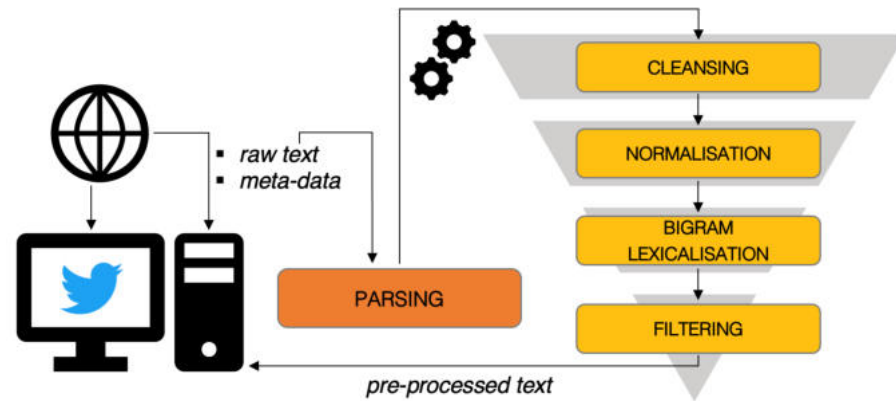 ▪ raw text
▪ meta-data
PARSING
CLEANSING
NORMALISATION
BIGRAM
LEXICALISATION
FILTERING
pre-processed text